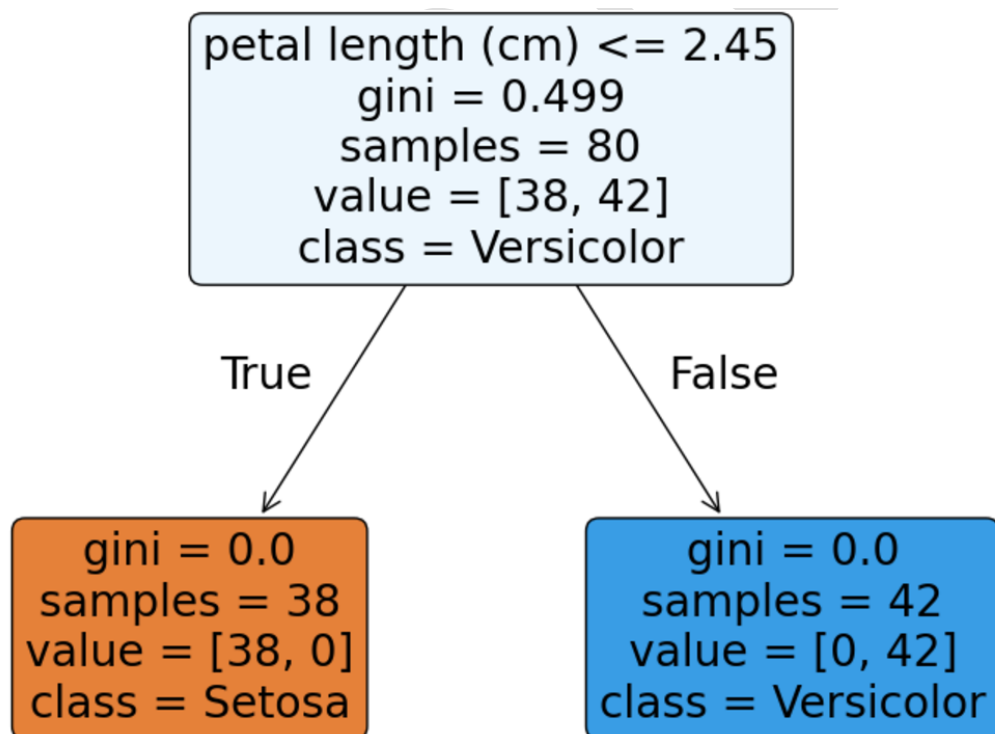 petal length (cm) <= 2.45
gini = 0.499
samples = 80
value = [38, 42]
class = Versicolor
True
False
gini = 0.0
samples = 38
value = [38, 0]
class = Setosa
gini = 0.0
samples = 42
value = [0, 42]
class = Versicolor